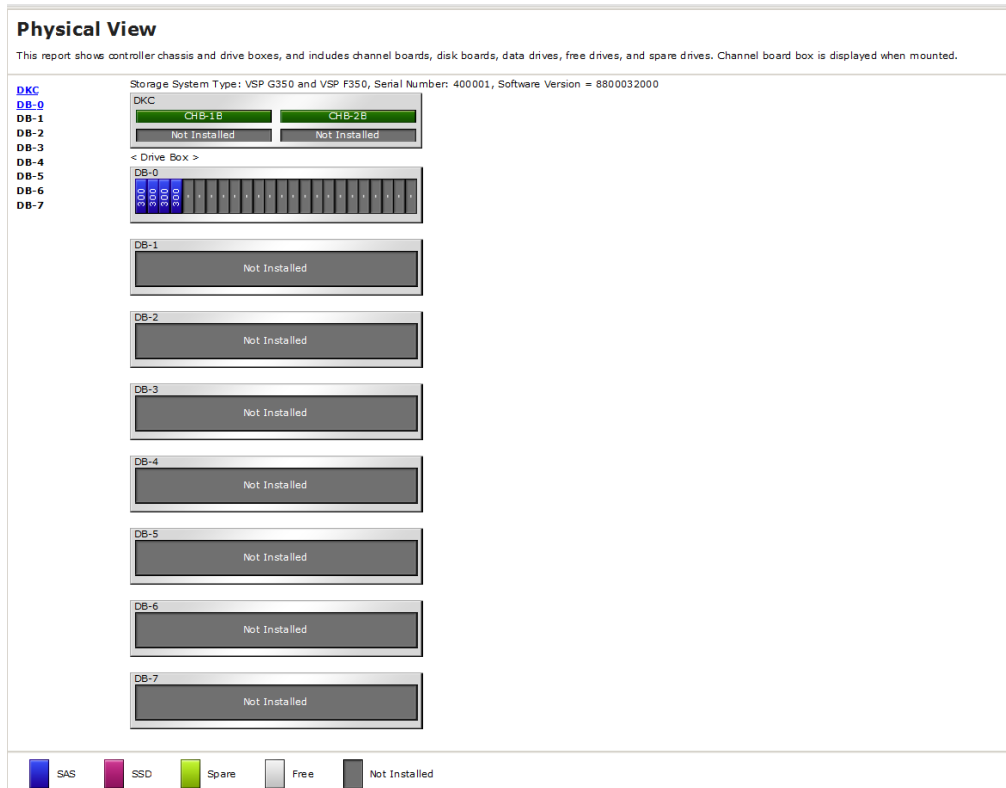 Physical View
This report shows controller chassis and drive boxes, and includes channel boards, disk boards, data drives, free drives, and spare drives. Channel board box is displayed when mounted.
DKC
DB-0
DB-1
DB-2
DB-3
DB-4
DB-5
DB-6
DB-7
Storage System Type: VSP G350 and VSP F350, Serial Number: 400001, Software Version = 8800032000
DKC
CHB-1B CHB-2B
Not Installed Not Installed
< Drive Box >
DB-0
300 300 300 300 - - - - - - - - - - - - - - - - - - - -
DB-1
Not Installed
DB-2
Not Installed
DB-3
Not Installed
DB-4
Not Installed
DB-5
Not Installed
DB-6
Not Installed
DB-7
Not Installed
SAS SSD Spare Free Not Installed